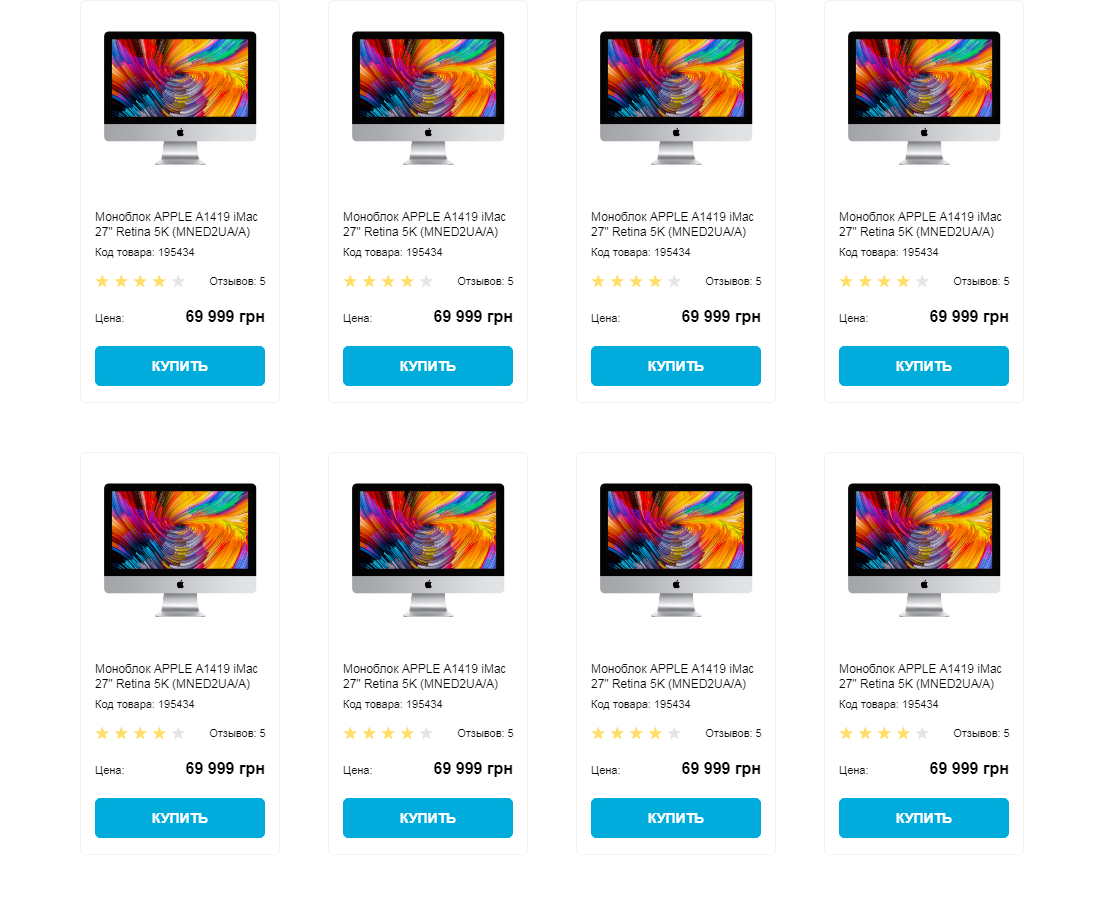 Моноблок APPLE A1419 iMac
27" Retina 5K (MNED2UA/A)
Код товара: 195434
Отзывов: 5
Цена: 69 999 грн
КУПИТЬ
Моноблок APPLE A1419 iMac
27" Retina 5K (MNED2UA/A)
Код товара: 195434
Отзывов: 5
Цена: 69 999 грн
КУПИТЬ
Моноблок APPLE A1419 iMac
27" Retina 5K (MNED2UA/A)
Код товара: 195434
Отзывов: 5
Цена: 69 999 грн
КУПИТЬ
Моноблок APPLE A1419 iMac
27" Retina 5K (MNED2UA/A)
Код товара: 195434
Отзывов: 5
Цена: 69 999 грн
КУПИТЬ
Моноблок APPLE A1419 iMac
27" Retina 5K (MNED2UA/A)
Код товара: 195434
Отзывов: 5
Цена: 69 999 грн
КУПИТЬ
Моноблок APPLE A1419 iMac
27" Retina 5K (MNED2UA/A)
Код товара: 195434
Отзывов: 5
Цена: 69 999 грн
КУПИТЬ
Моноблок APPLE A1419 iMac
27" Retina 5K (MNED2UA/A)
Код товара: 195434
Отзывов: 5
Цена: 69 999 грн
КУПИТЬ
Моноблок APPLE A1419 iMac
27" Retina 5K (MNED2UA/A)
Код товара: 195434
Отзывов: 5
Цена: 69 999 грн
КУПИТЬ